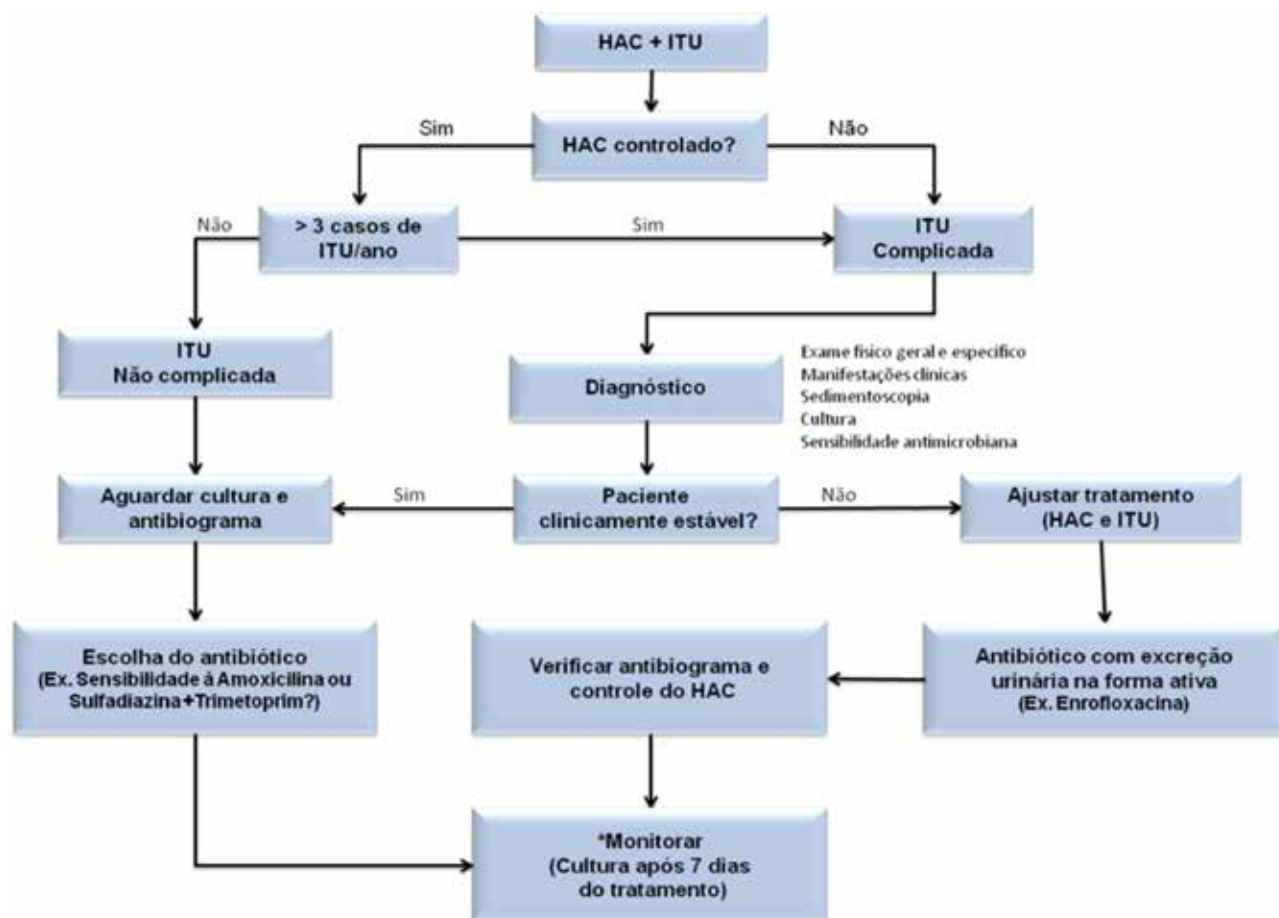 HAC + ITU
Sim
Não
HAC controlado?
Não
> 3 casos de
ITU/ano
Sim
ITU
Complicada
ITU
Não complicada
Diagnóstico
Exame físico geral e específico
Manifestações clínicas
Sedimentoscopia
Cultura
Sensibilidade antimicrobiana
Aguardar cultura e
antibiograma
Sim
Paciente
clinicamente estável?
Não
Ajustar tratamento
(HAC e ITU)
Escolha do antibiótico
(Ex. Sensibilidade à Amoxicilina ou
Sulfadiazina+Trimetoprim?)
Verificar antibiograma e
controle do HAC
Antibiótico com excreção
urinária na forma ativa
(Ex. Enrofloxacina)
*Monitorar
(Cultura após 7 dias
do tratamento)